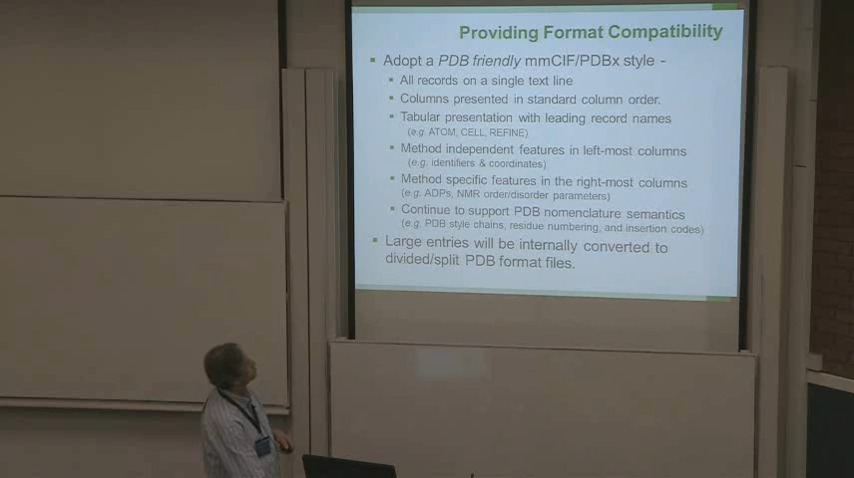 Providing Format Compatibility
▪ Adopt a PDB friendly mmCIF/PDBx style -
▪ All records on a single text line
▪ Columns presented in standard column order.
▪ Tabular presentation with leading record names
(e.g. ATOM, CELL, REFINE)
▪ Method independent features in left-most columns
(e.g. identifiers & coordinates)
▪ Method specific features in the right-most columns
(e.g. ADPs, NMR order/disorder parameters)
▪ Continue to support PDB nomenclature semantics
(e.g. PDB style chains, residue numbering, and insertion codes)
▪ Large entries will be internally converted to
divided/split PDB format files.